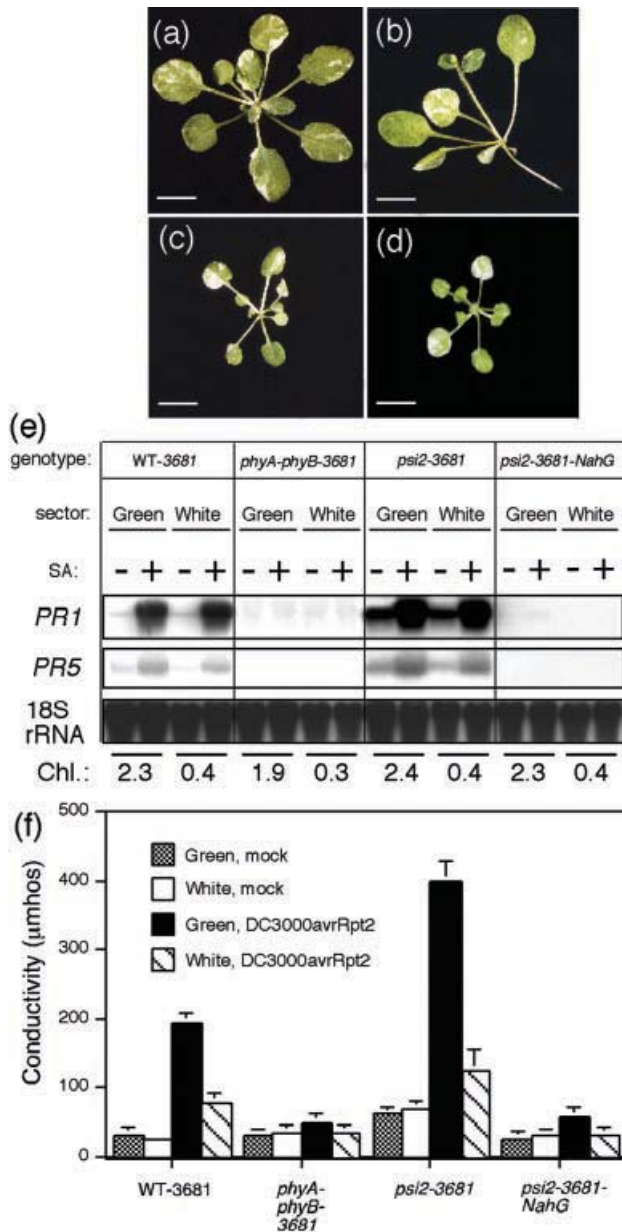 (a) (b)
(c) (d)
(e)
genotype: WT-3681 phyA-phyB-3681 psi2-3681 psi2-3681-NahG
sector: Green White Green White Green White Green White
SA: - + - + - + - + - + - + - + - +
PR1
PR5
18S
rRNA
Chl.: 2.3 0.4 1.9 0.3 2.4 0.4 2.3 0.4
(f)
500
400
300
200
100
0
Conductivity (μmhos)
Green, mock
White, mock
Green, DC3000avrRpt2
White, DC3000avrRpt2
WT-3681 phyA-phyB-3681 psi2-3681 psi2-3681-NahG